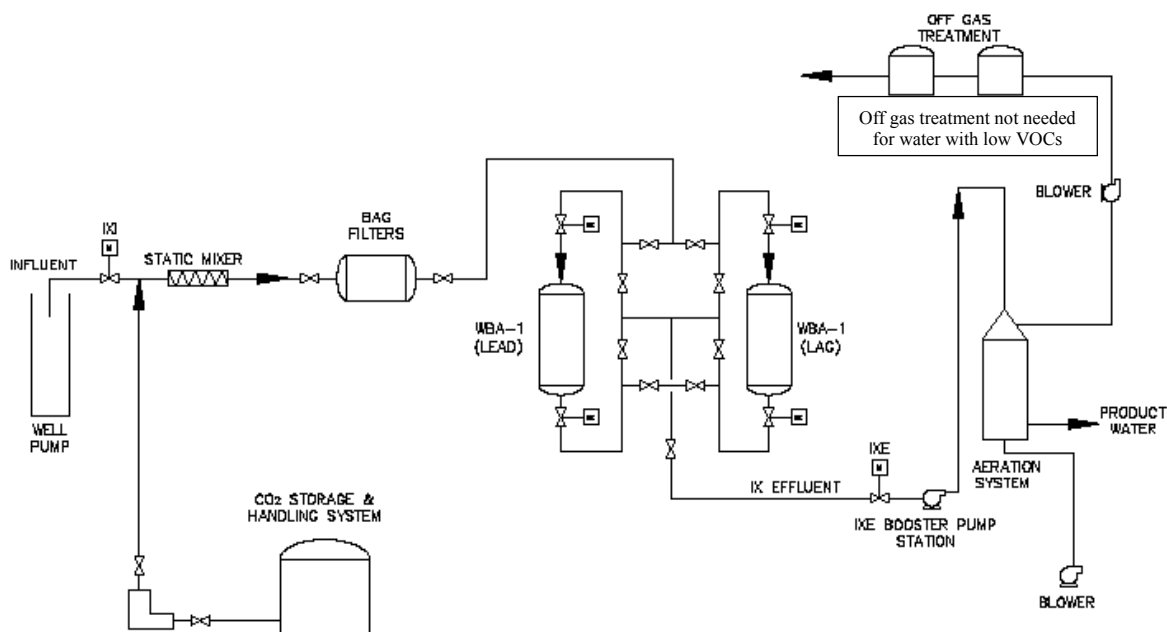 OFF GAS
TREATMENT
Off gas treatment not needed
for water with low VOCs
BLOWER
IXI
M
INFLUENT
STATIC MIXER
BAG
FILTERS
WBA-1
(LEAD)
WBA-1
(LAG)
WELL
PUMP
PRODUCT
WATER
IXE
M
AERATION
SYSTEM
IX EFFLUENT
IXE BOOSTER PUMP
STATION
CO2 STORAGE &
HANDLING SYSTEM
BLOWER